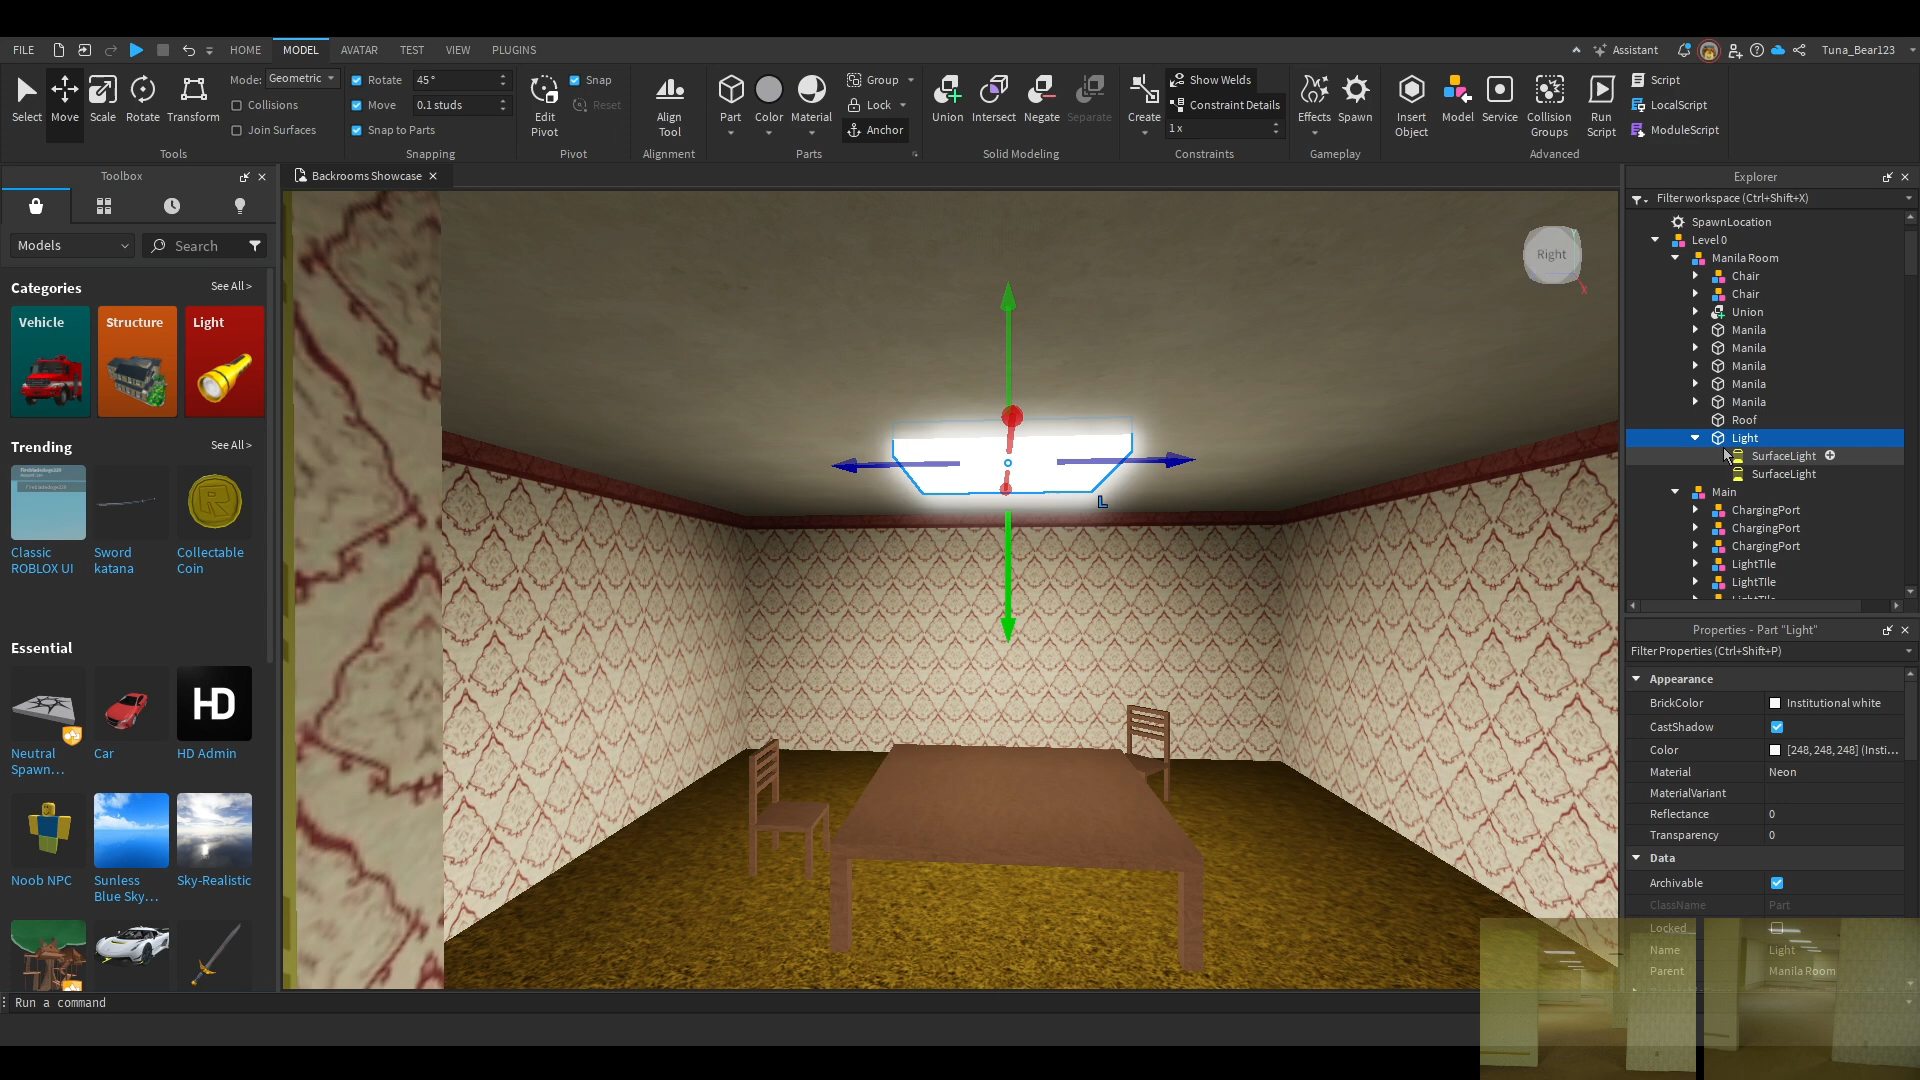 FILE
HOME
MODEL
AVATAR
TEST
VIEW
PLUGINS
Assistant
Tuna_Bear123
Select
Move
Scale
Rotate
Transform
Mode: Geometric
Collisions
Join Surfaces
Tools
Rotate 45°
Move 0.1 studs
Snap to Parts
Snapping
Edit
Pivot
Snap
Reset
Pivot
Align
Tool
Alignment
Part
Color
Material
Group
Lock
Anchor
Parts
Union
Intersect
Negate
Separate
Solid Modeling
Create
Show Welds
Constraint Details
1 x
Constraints
Effects
Spawn
Gameplay
Insert
Object
Model
Service
Collision
Groups
Run
Script
Script
LocalScript
ModuleScript
Advanced
Toolbox
Models
Search
Categories
See All >
Vehicle
Structure
Light
Trending
See All >
Classic
ROBLOX UI
Sword
katana
Collectable
Coin
Essential
HD
Neutral
Spawn...
Car
HD Admin
Noob NPC
Sunless
Blue Sky...
Sky-Realistic
Run a command
Backrooms Showcase
Right
X
L
Explorer
Filter workspace (Ctrl+Shift+X)
SpawnLocation
Level 0
Manila Room
Chair
Chair
Union
Manila
Manila
Manila
Manila
Manila
Roof
Light
SurfaceLight
SurfaceLight
Main
ChargingPort
ChargingPort
ChargingPort
LightTIle
LightTIle
LightTIle
Properties - Part "Light"
Filter Properties (Ctrl+Shift+P)
Appearance
BrickColor Institutional white
CastShadow
Color [248, 248, 248] (Insti...
Material Neon
MaterialVariant
Reflectance 0
Transparency 0
Data
Archivable
ClassName Part
Locked
Name Light
Parent Manila Room